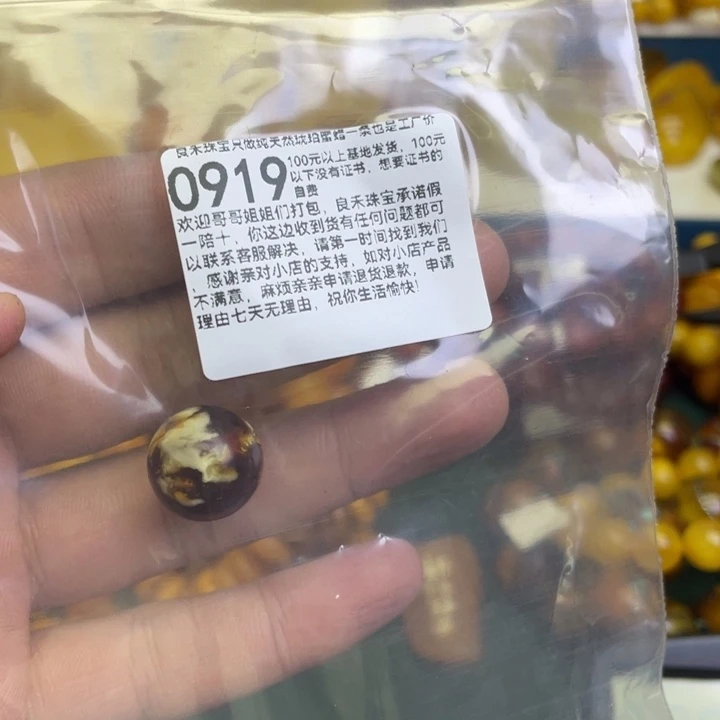 良禾珠宝只做纯天然琥珀蜜蜡一条也是工厂价
0919
100元以上基地发货，100元
以下没有证书，想要证书的
自费
欢迎哥哥姐姐们打包，良禾珠宝承诺假
一陪十，你这边收到货有任何问题都可
以联系客服解决，请第一时间找到我们
，感谢亲对小店的支持，如对小店产品
不满意，麻烦亲亲申请退货退款，申请
理由七天无理由，祝你生活愉快！